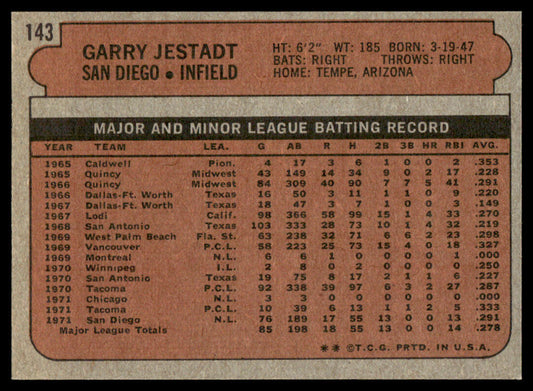 143
GARRY JESTADT
SAN DIEGO • INFIELD
HT: 6'2" WT: 185 BORN: 3-19-47
BATS: RIGHT THROWS: RIGHT
HOME: TEMPE, ARIZONA
MAJOR AND MINOR LEAGUE BATTING RECORD
YEAR TEAM LEA. G AB R H 2B 3B HR RBI AVG.
1965 Caldwell Pion. 4 17 3 6 1 0 0 2 .353
1965 Quincy Midwest 43 149 14 34 9 0 2 17 .228
1966 Quincy Midwest 84 309 40 90 7 7 5 41 .291
1966 Dallas-Ft. Worth Texas 16 50 3 11 1 0 0 9 .220
1967 Dallas-Ft. Worth Texas 18 47 3 7 1 0 0 3 .149
1967 Lodi Calif. 98 366 58 99 15 1 4 33 .270
1968 San Antonio Texas 103 333 28 73 10 1 4 32 .219
1969 West Palm Beach Fla. St. 63 238 32 71 6 6 2 23 .298
1969 Vancouver P.C.L. 58 223 25 73 15 4 0 18 .327
1969 Montreal N.L. 6 6 1 0 0 0 0 1 .000
1970 Winnipeg I.L. 2 8 0 2 0 0 0 0 .250
1970 San Antonio Texas 19 75 8 17 2 1 1 6 .227
1970 Tacoma P.C.L. 92 338 39 97 6 3 2 27 .287
1971 Chicago N.L. 3 3 0 0 0 0 0 0 .000
1971 Tacoma P.C.L. 10 39 6 13 1 1 2 5 .333
1971 San Diego N.L. 76 189 17 55 13 0 0 13 .291
Major League Totals 85 198 18 55 13 0 0 14 .278
** ©T.C.G. PRTD. IN U.S.A.